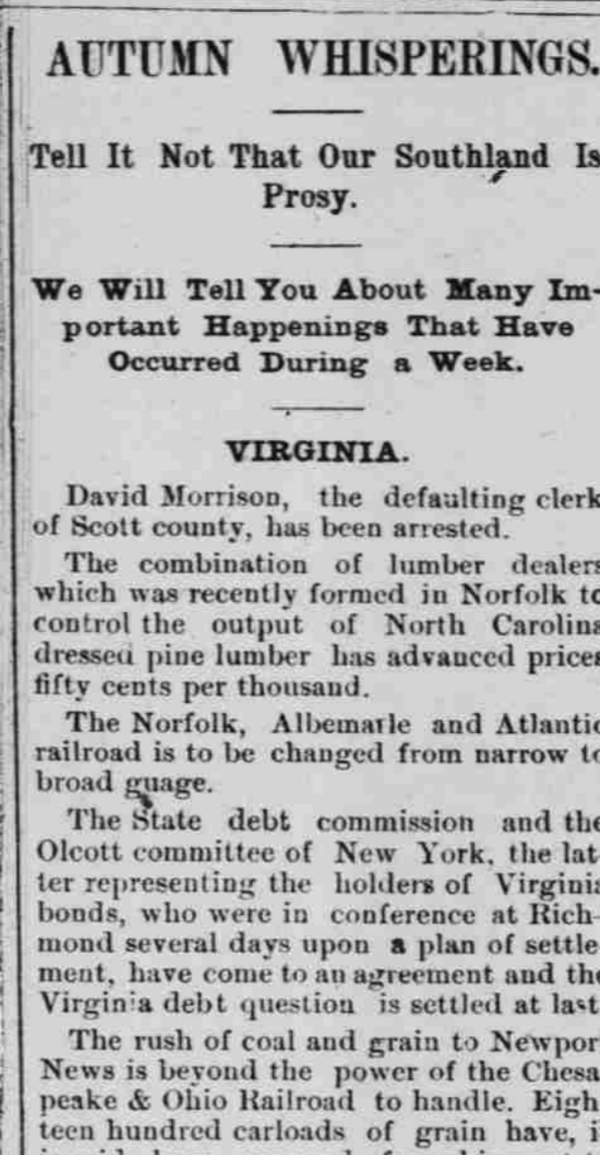 AUTUMN WHISPERINGS.
Tell It Not That Our Southland Is
Prosy.
We Will Tell You About Many Im-
portant Happenings That Have
Occurred During a Week.
VIRGINIA.
David Morrison, the defaulting clerk
of Scott county, has been arrested.
The combination of lumber dealers
which was recently formed in Norfolk to
control the output of North Carolina
dressed pine lumber has advanced prices
fifty cents per thousand.
The Norfolk, Albemarle and Atlantic
railroad is to be changed from narrow to
broad guage.
The State debt commission and the
Olcott committee of New York, the lat
ter representing the holders of Virginia
bonds, who were in conference at Rich-
mond several days upon a plan of settle
ment, have come to an agreement and the
Virginia debt question is settled at last
The rush of coal and grain to Newpor
News is beyond the power of the Chesa
peake & Ohio Railroad to handle. Eigh
teen hundred carloads of grain have, i